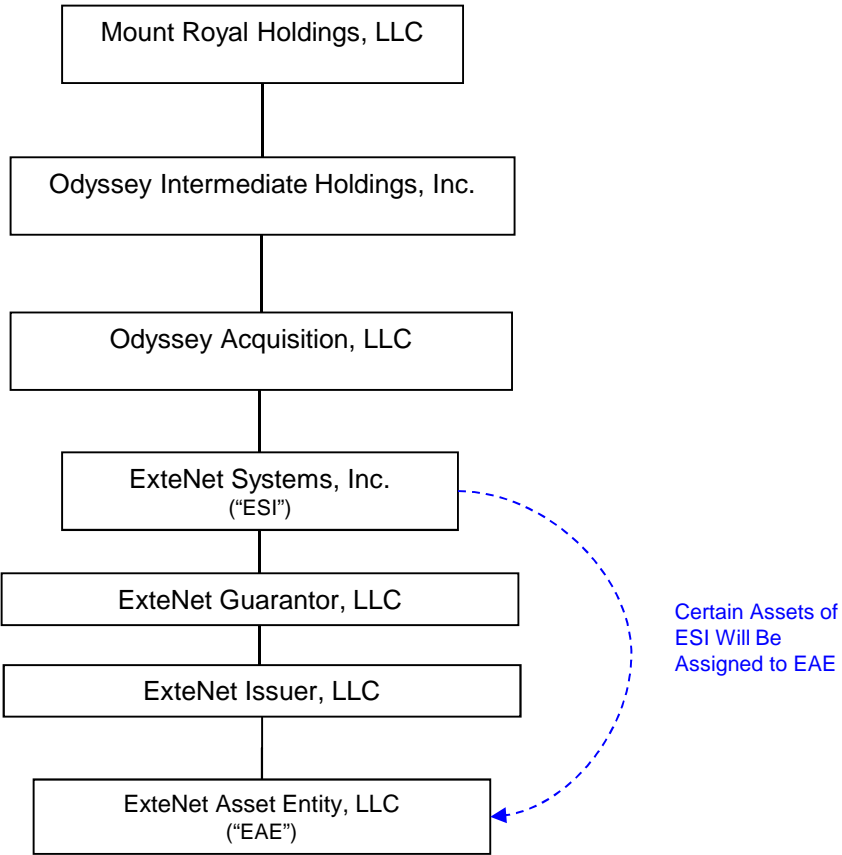 Mount Royal Holdings, LLC
Odyssey Intermediate Holdings, Inc.
Odyssey Acquisition, LLC
ExteNet Systems, Inc.
(“ESI”)
ExteNet Guarantor, LLC
ExteNet Issuer, LLC
Certain Assets of
ESI Will Be
Assigned to EAE
ExteNet Asset Entity, LLC
(“EAE”)